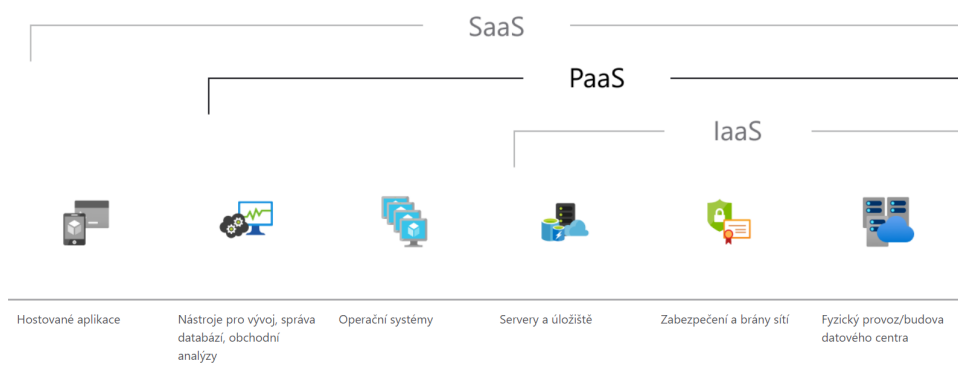 SaaS
PaaS
IaaS
Hostované aplikace
Nástroje pro vývoj, správa
databází, obchodní
analýzy
Operační systémy
Servery a úložiště
Zabezpečení a brány sítí
Fyzický provoz/budova
datového centra